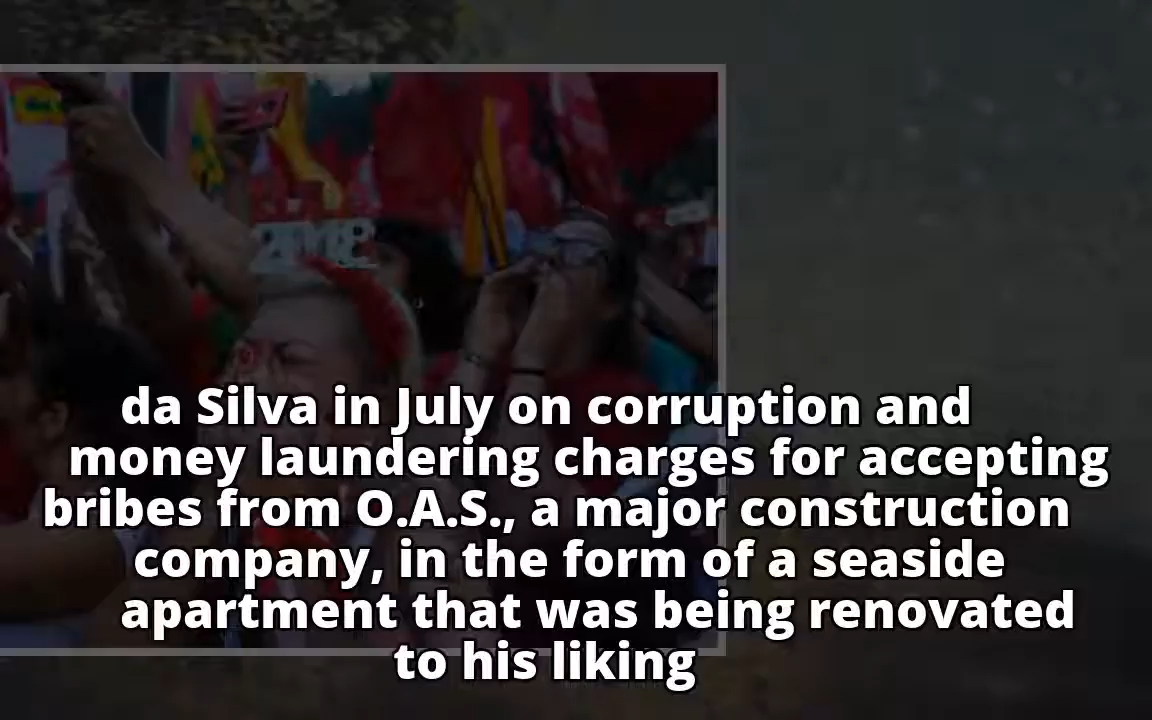 da Silva in July on corruption and
money laundering charges for accepting
bribes from O.A.S., a major construction
company, in the form of a seaside
apartment that was being renovated
to his liking